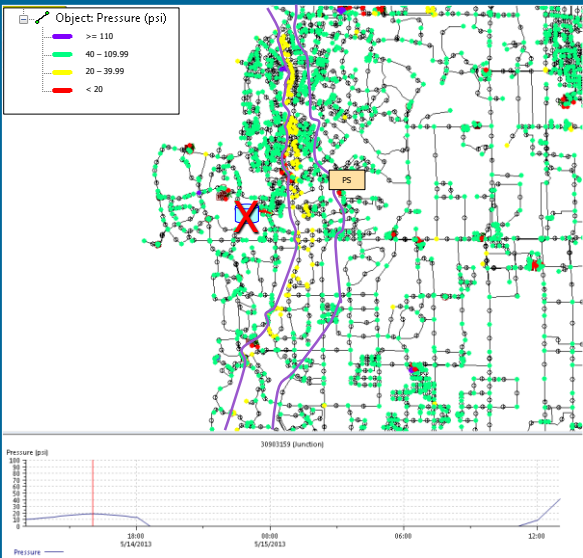 Object: Pressure (psi)
>= 110
40 – 109.99
20 – 39.99
< 20
PS
30903159 (Junction)
Pressure (psi)
100
90
80
70
60
50
40
30
20
10
0
18:00
5/14/2013
00:00
5/15/2013
06:00
12:00
Pressure